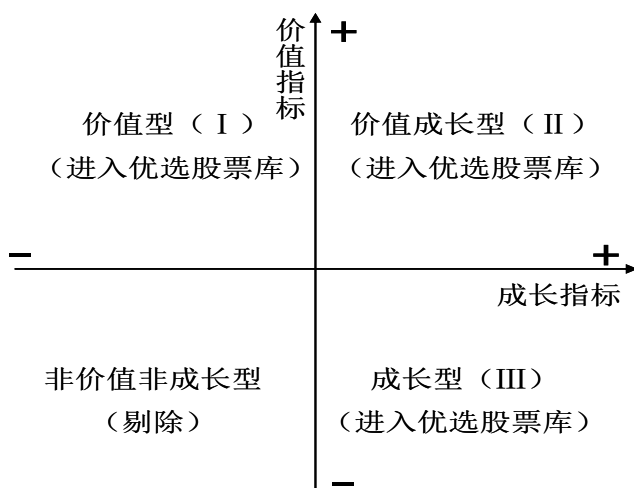 价值指标
+
价值型（Ⅰ）
（进入优选股票库）
价值成长型（Ⅱ）
（进入优选股票库）
−
+
成长指标
非价值非成长型
（剔除）
成长型（Ⅲ）
（进入优选股票库）
−